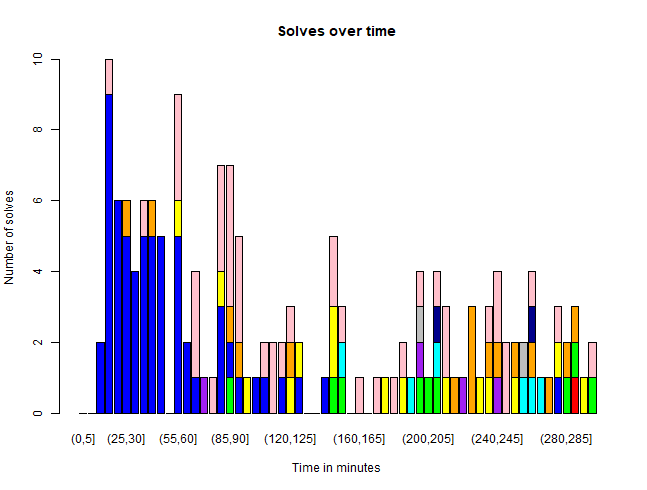 Solves over time
Number of solves
10
8
6
4
2
0
(0,5] (25,30] (55,60] (85,90] (120,125] (160,165] (200,205] (240,245] (280,285]
Time in minutes